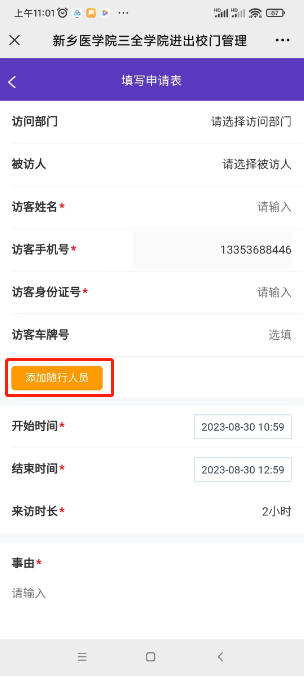 上午11:01
HD HD 67
新乡医学院三全学院进出校门管理
填写申请表
访问部门 请选择访问部门
被访人 请选择被访人
访客姓名* 请输入
访客手机号* 13353688446
访客身份证号* 请输入
访客车牌号 选填
添加随行人员
开始时间* 2023-08-30 10:59
结束时间* 2023-08-30 12:59
来访时长* 2小时
事由*
请输入